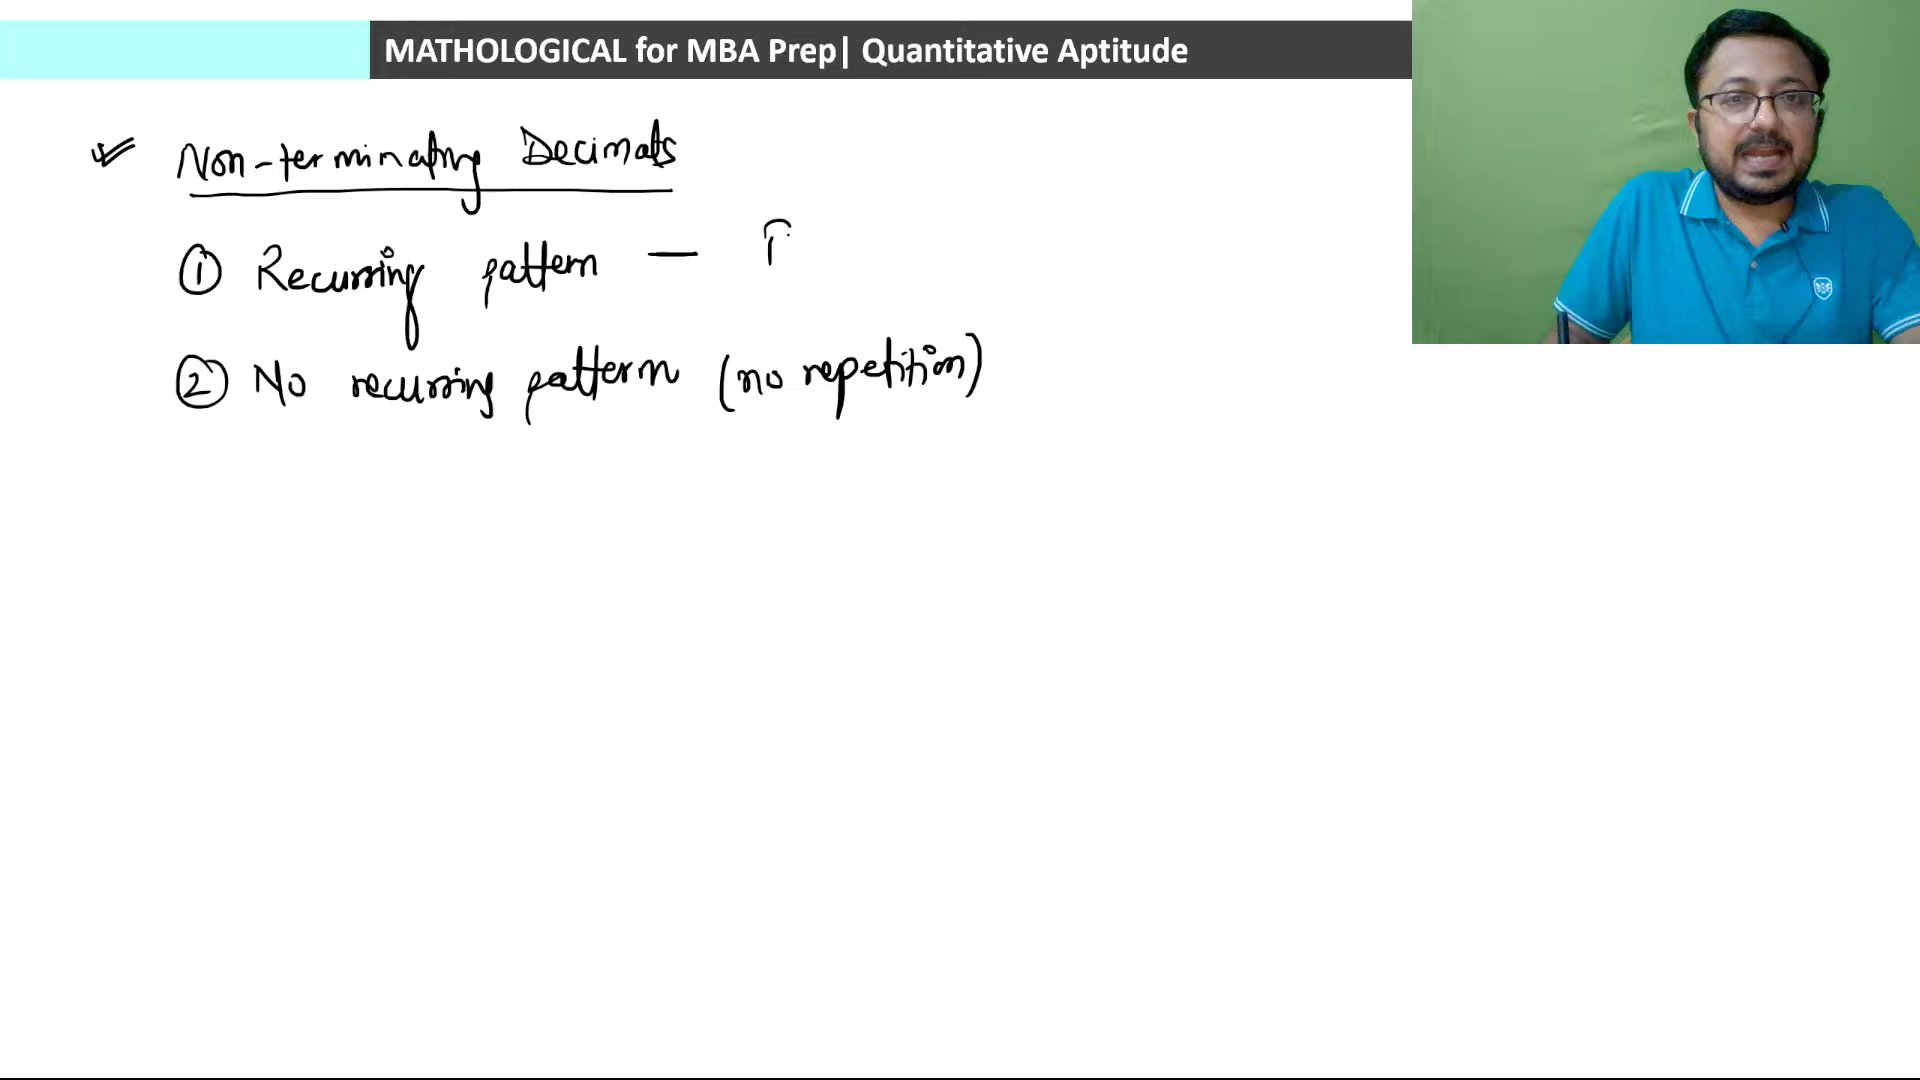 MATHOLOGICAL for MBA Prep| Quantitative Aptitude
Non-terminating Decimals
① Recurring pattern —
② No recurring pattern (no repetition)